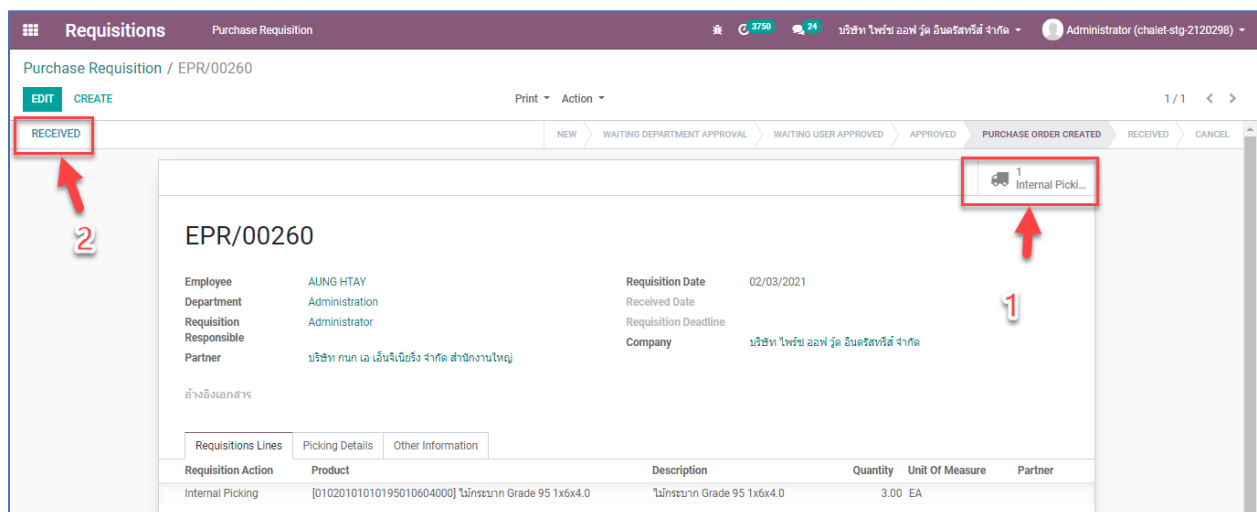 Requisitions Purchase Requisition 3750 24 บริษัท ไพร์ซ ออฟ วู้ด อินดรัสทรีส์ จำกัด Administrator (chalet-stg-2120298)
Purchase Requisition / EPR/00260
EDIT CREATE Print Action 1 / 1
RECEIVED NEW WAITING DEPARTMENT APPROVAL WAITING USER APPROVED APPROVED PURCHASE ORDER CREATED RECEIVED CANCEL
1
Internal Picki...
2
EPR/00260
1
Employee AUNG HTAY Requisition Date 02/03/2021
Department Administration Received Date
Requisition Responsible Administrator Requisition Deadline
Company บริษัท ไพร์ซ ออฟ วู้ด อินดรัสทรีส์ จำกัด
Partner บริษัท กนก เอ เอ็นจิเนียริ่ง จำกัด สำนักงานใหญ่
อ้างอิงเอกสาร
Requisitions Lines Picking Details Other Information
Requisition Action Product Description Quantity Unit Of Measure Partner
Internal Picking [01020101010195010604000] ไม้กระบาก Grade 95 1x6x4.0 ไม้กระบาก Grade 95 1x6x4.0 3.00 EA